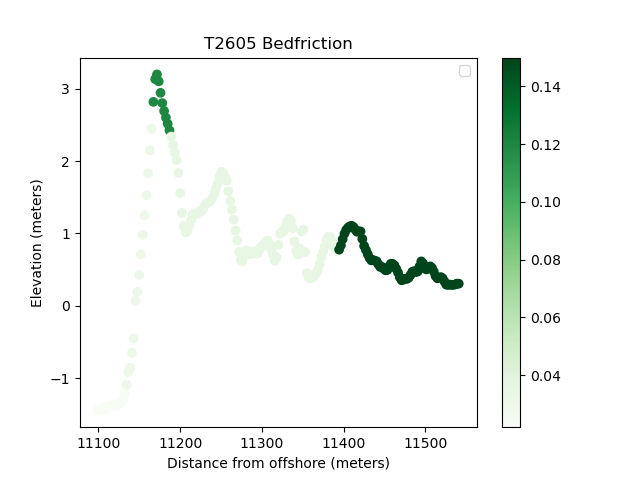 T2605 Bedfriction
3
2
1
0
−1
Elevation (meters)
11100 11200 11300 11400 11500
Distance from offshore (meters)
0.14
0.12
0.10
0.08
0.06
0.04